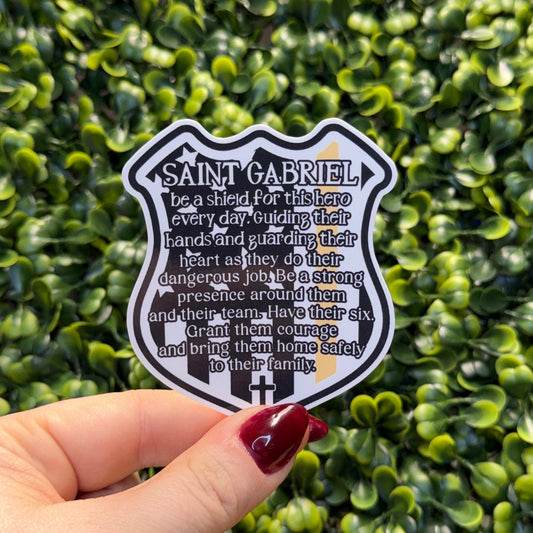 SAINT GABRIEL
be a shield for this hero
every day. Guiding their
hands and guarding their
heart as they do their
dangerous job. Be a strong
presence around them
and their team. Have their six.
Grant them courage
and bring them home safely
to their family.